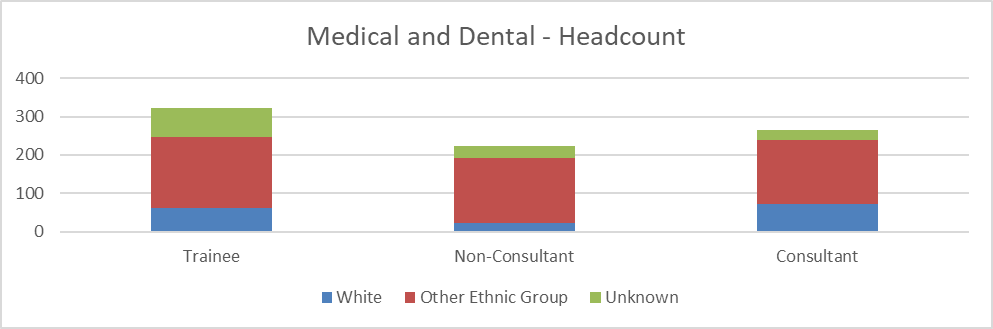 Medical and Dental - Headcount
400
300
200
100
0
Trainee Non-Consultant Consultant
White Other Ethnic Group Unknown